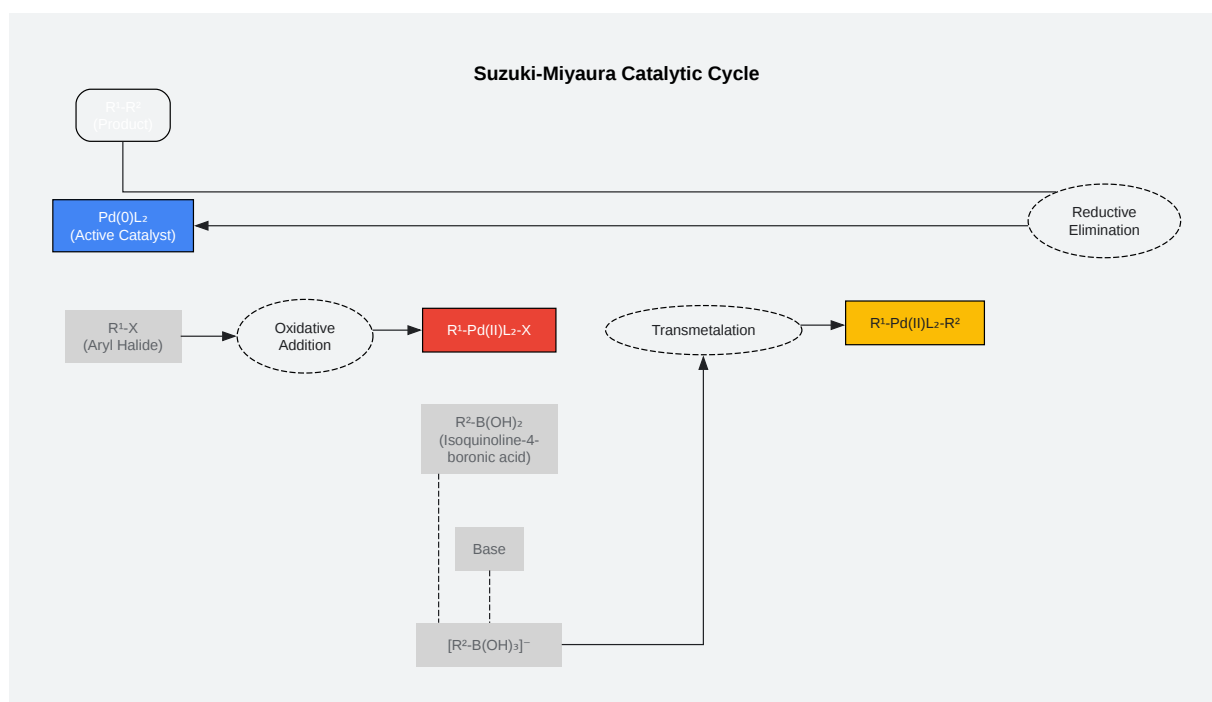 Suzuki-Miyaura Catalytic Cycle
R¹-R²
(Product)
Pd(0)L₂
(Active Catalyst)
Reductive
Elimination
R¹-X
(Aryl Halide)
Oxidative
Addition
R¹-Pd(II)L₂-X
Transmetalation
R¹-Pd(II)L₂-R²
R²-B(OH)₂
(Isoquinoline-4-
boronic acid)
Base
[R²-B(OH)₃]⁻